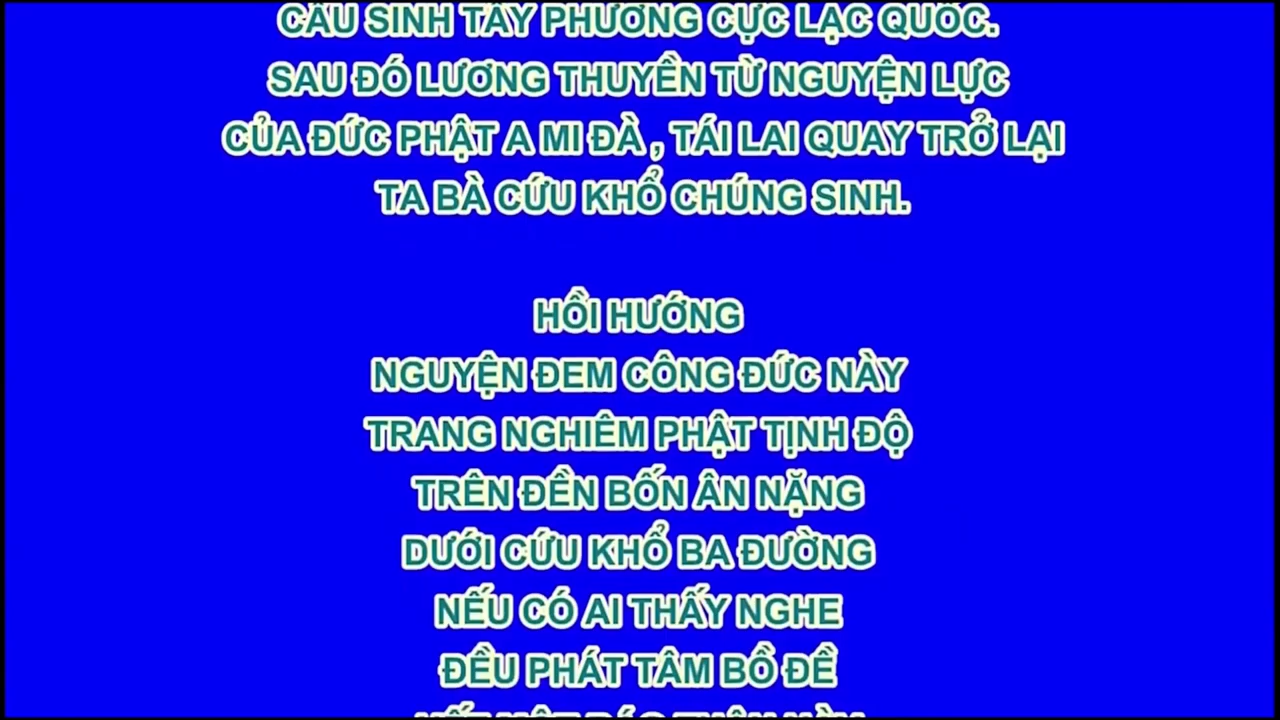 CẦU SINH TÂY PHƯƠNG CỰC LẠC QUỐC.
SAU ĐÓ LƯƠNG THUYỀN TỪ NGUYỆN LỰC
CỦA ĐỨC PHẬT A MI ĐÀ , TÁI LAI QUAY TRỞ LẠI
TA BÀ CỨU KHỔ CHÚNG SINH.
HỒI HƯỚNG
NGUYỆN ĐEM CÔNG ĐỨC NÀY
TRANG NGHIÊM PHẬT TỊNH ĐỘ
TRÊN ĐỀN BỐN ÂN NẶNG
DƯỚI CỨU KHỔ BA ĐƯỜNG
NẾU CÓ AI THẤY NGHE
ĐỀU PHÁT TÂM BỒ ĐỀ